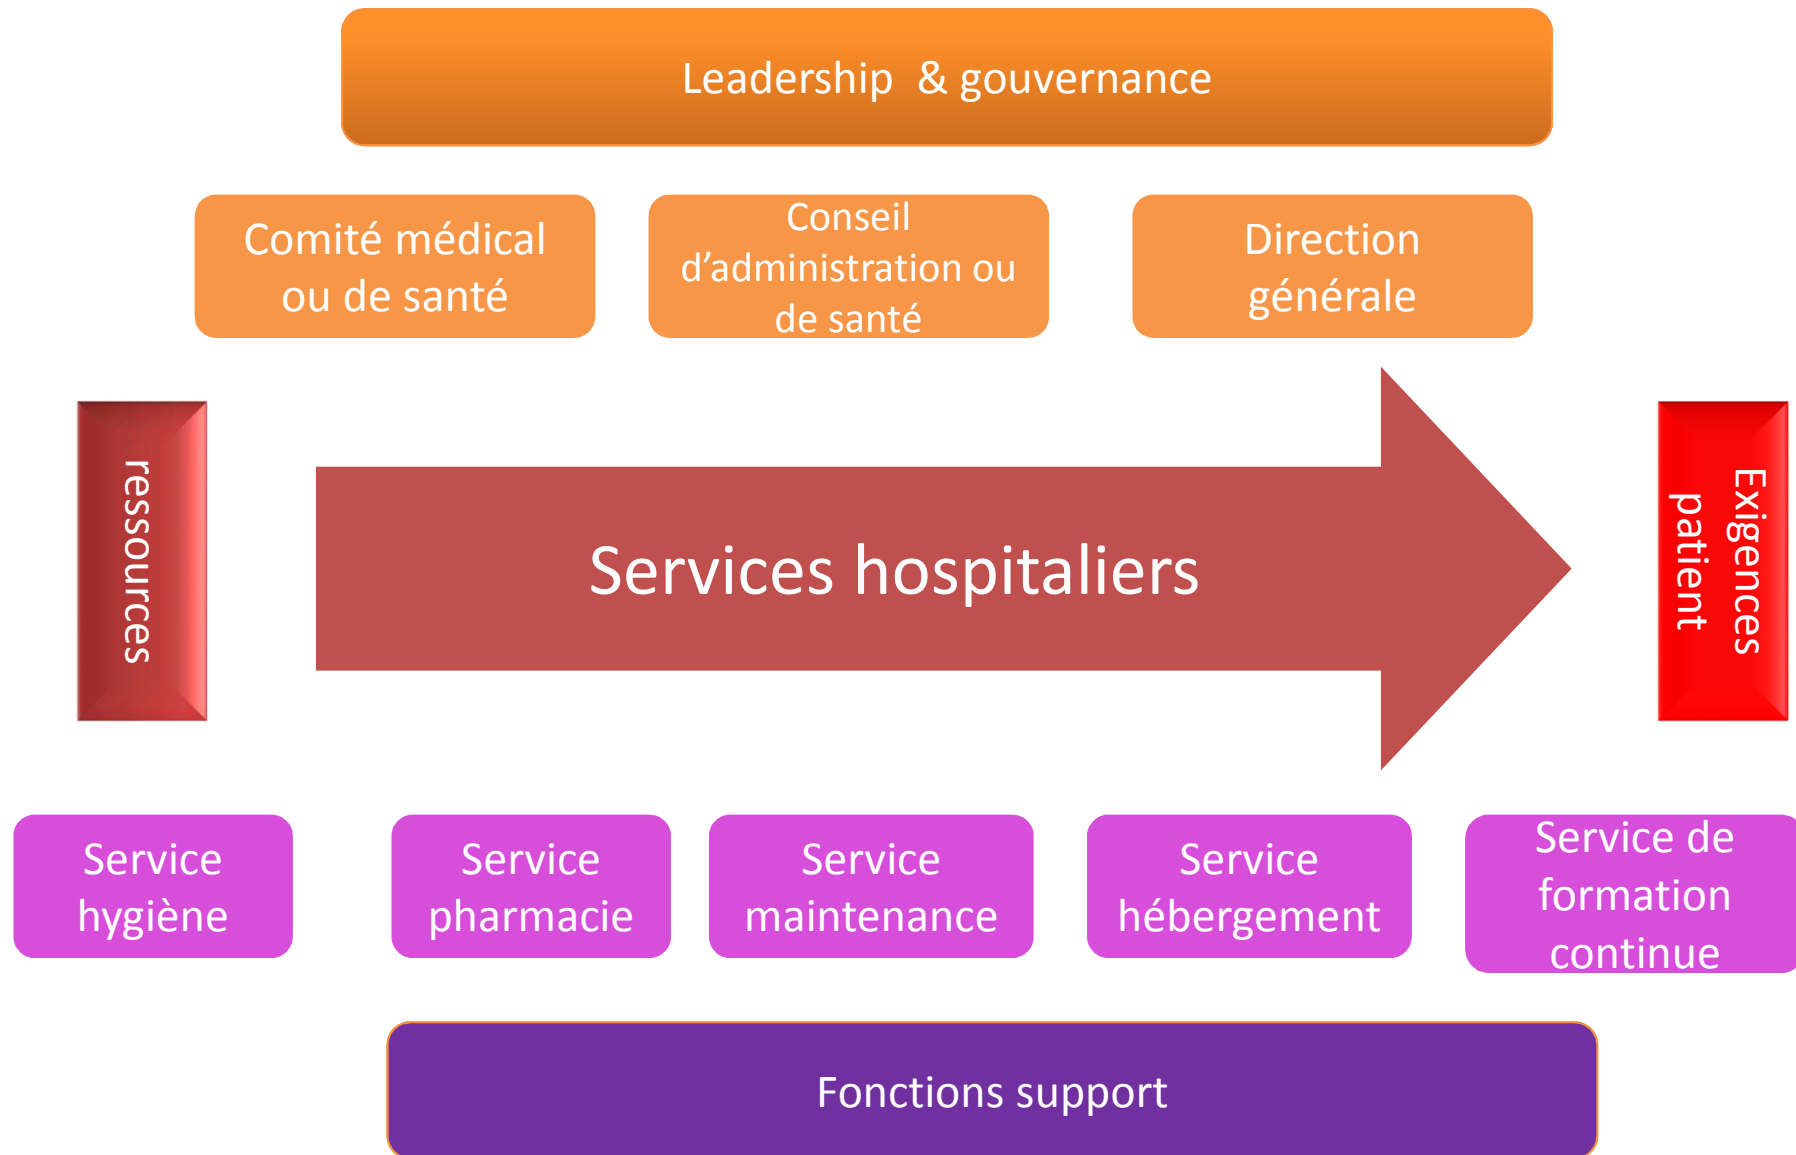 Leadership & gouvernance
Comité médical
ou de santé
Conseil
d’administration ou
de santé
Direction
générale
ressources
Services hospitaliers
Exigences
patient
Service
hygiène
Service
pharmacie
Service
maintenance
Service
hébergement
Service de
formation
continue
Fonctions support